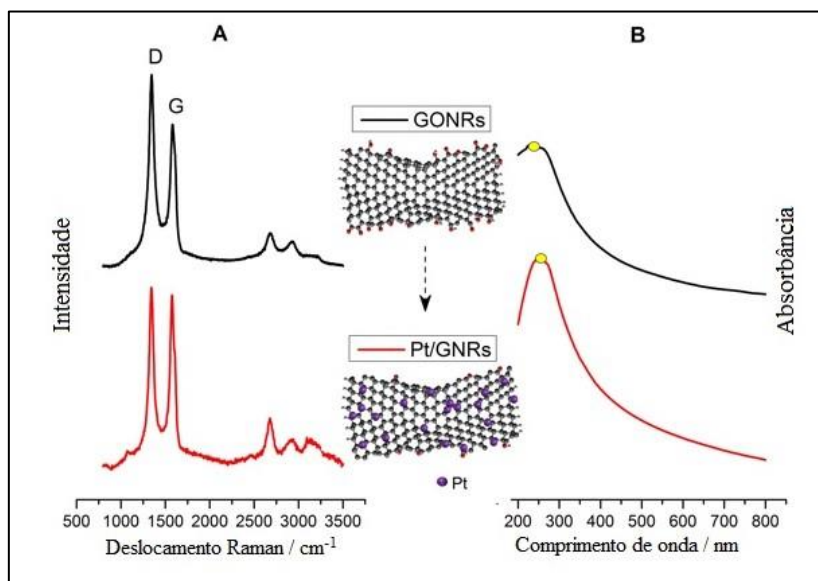 A
B
D
G
GONRs
Pt/GNRs
Pt
Intensidade
Absorbância
500 1000 1500 2000 2500 3000 3500
Deslocamento Raman / cm⁻¹
200 300 400 500 600 700 800
Comprimento de onda / nm